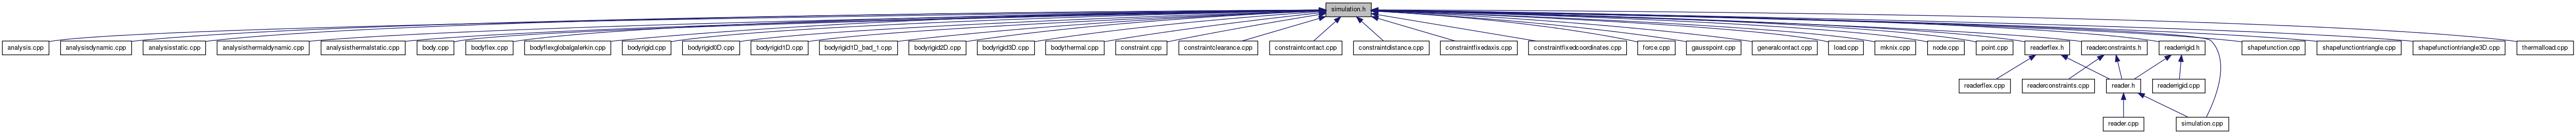 simulation.h
analysis.cpp
analysisdynamic.cpp
analysisstatic.cpp
analysisthermaldynamic.cpp
analysisthermalstatic.cpp
body.cpp
bodyflex.cpp
bodyflexglobalgalerkin.cpp
bodyrigid.cpp
bodyrigid0D.cpp
bodyrigid1D.cpp
bodyrigid1D_bad_1.cpp
bodyrigid2D.cpp
bodyrigid3D.cpp
bodythermal.cpp
constraint.cpp
constraintclearance.cpp
constraintcontact.cpp
constraintdistance.cpp
constraintfixedaxis.cpp
constraintfixedcoordinates.cpp
force.cpp
gausspoint.cpp
generalcontact.cpp
load.cpp
mknix.cpp
node.cpp
point.cpp
readerflex.h
readerconstraints.h
readerrigid.h
shapefunction.cpp
shapefunctiontriangle.cpp
shapefunctiontriangle3D.cpp
thermalload.cpp
readerflex.cpp
readerconstraints.cpp
reader.h
readerrigid.cpp
reader.cpp
simulation.cpp